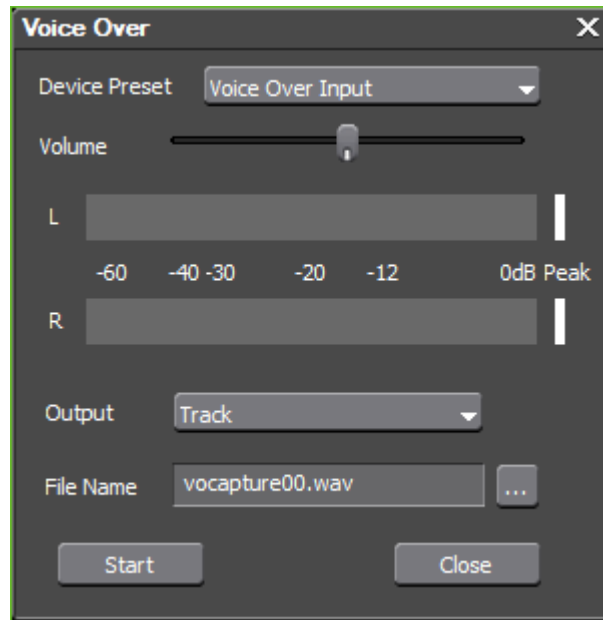 Voice Over
Device Preset Voice Over Input
Volume
L
-60 -40 -30 -20 -12 0dB Peak
R
Output Track
File Name vocapture00.wav ...
Start Close